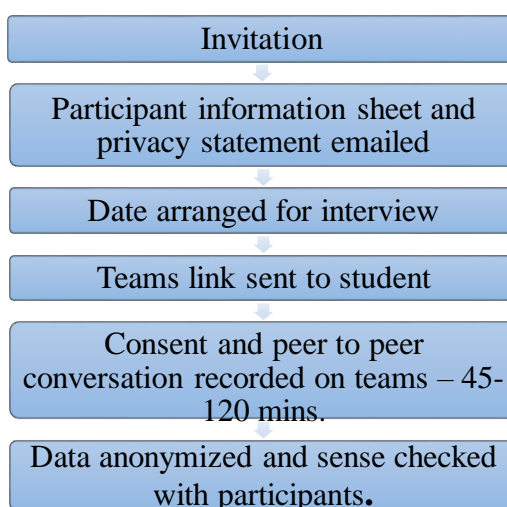 Invitation
Participant information sheet and
privacy statement emailed
Date arranged for interview
Teams link sent to student
Consent and peer to peer
conversation recorded on teams – 45-
120 mins.
Data anonymized and sense checked
with participants.